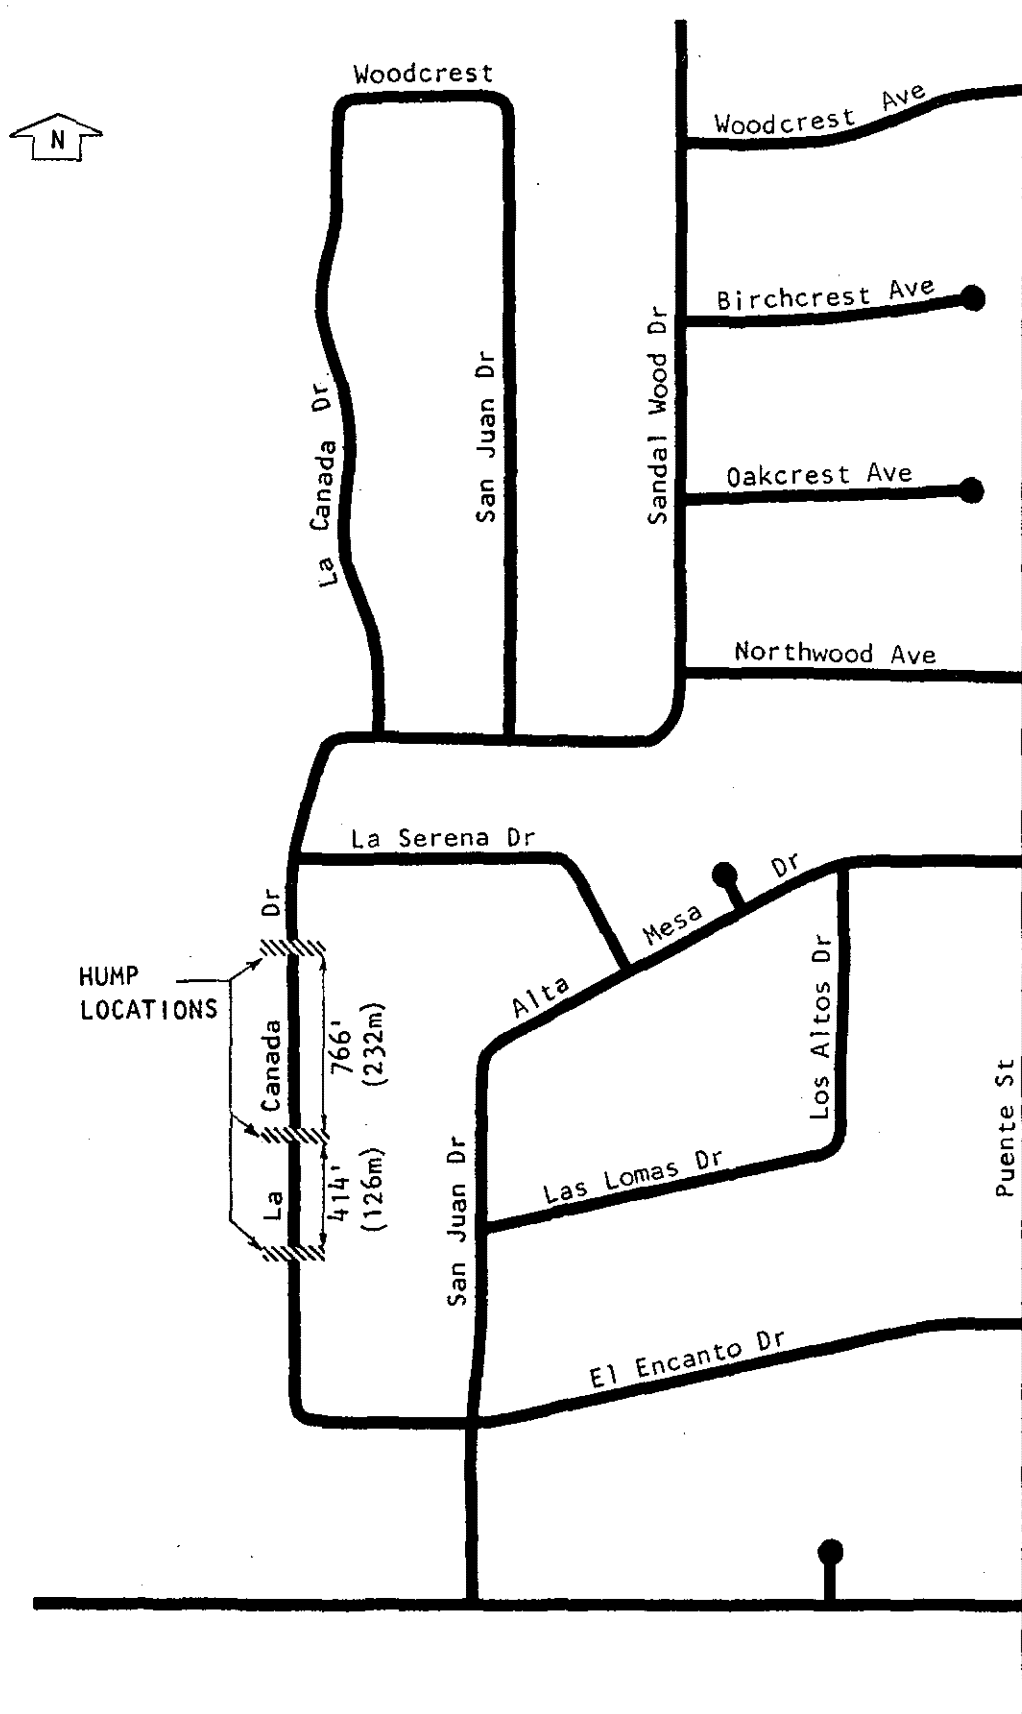 Woodcrest
N
Woodcrest Ave
Birchcrest Ave
Sandal Wood Dr
San Juan Dr
La Canada Dr
Oakcrest Ave
Northwood Ave
La Serena Dr
Alta Mesa Dr
HUMP
LOCATIONS
La Canada Dr
766'
(232m)
414'
(126m)
Los Altos Dr
Puente St
San Juan Dr
Las Lomas Dr
El Encanto Dr